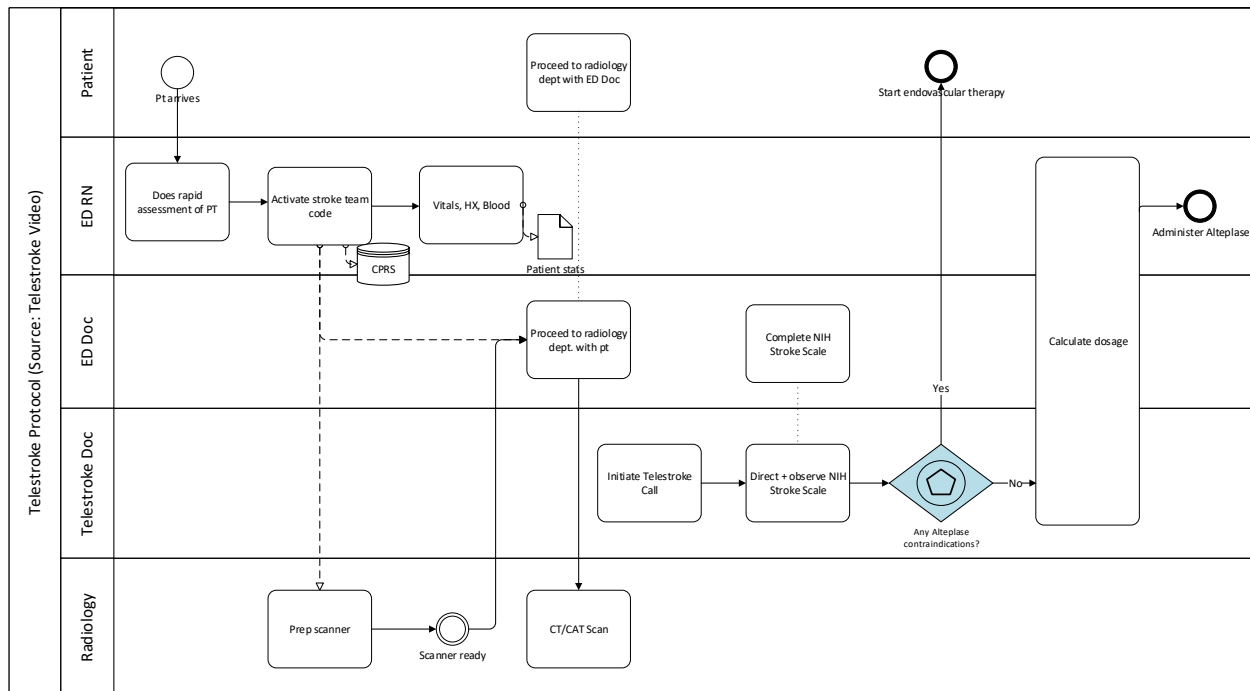 Telestroke Protocol (Source: Telestroke Video)
Patient
Pt arrives
Proceed to radiology
dept with ED Doc
Start endovascular therapy
ED RN
Does rapid
assessment of PT
Activate stroke team
code
CPRS
Vitals, HX, Blood
Patient stats
Administer Alteplase
ED Doc
Proceed to radiology
dept. with pt
Complete NIH
Stroke Scale
Calculate dosage
Yes
Telestroke Doc
Initiate Telestroke
Call
Direct + observe NIH
Stroke Scale
No
Any Alteplase
contraindications?
Radiology
Prep scanner
Scanner ready
CT/CAT Scan